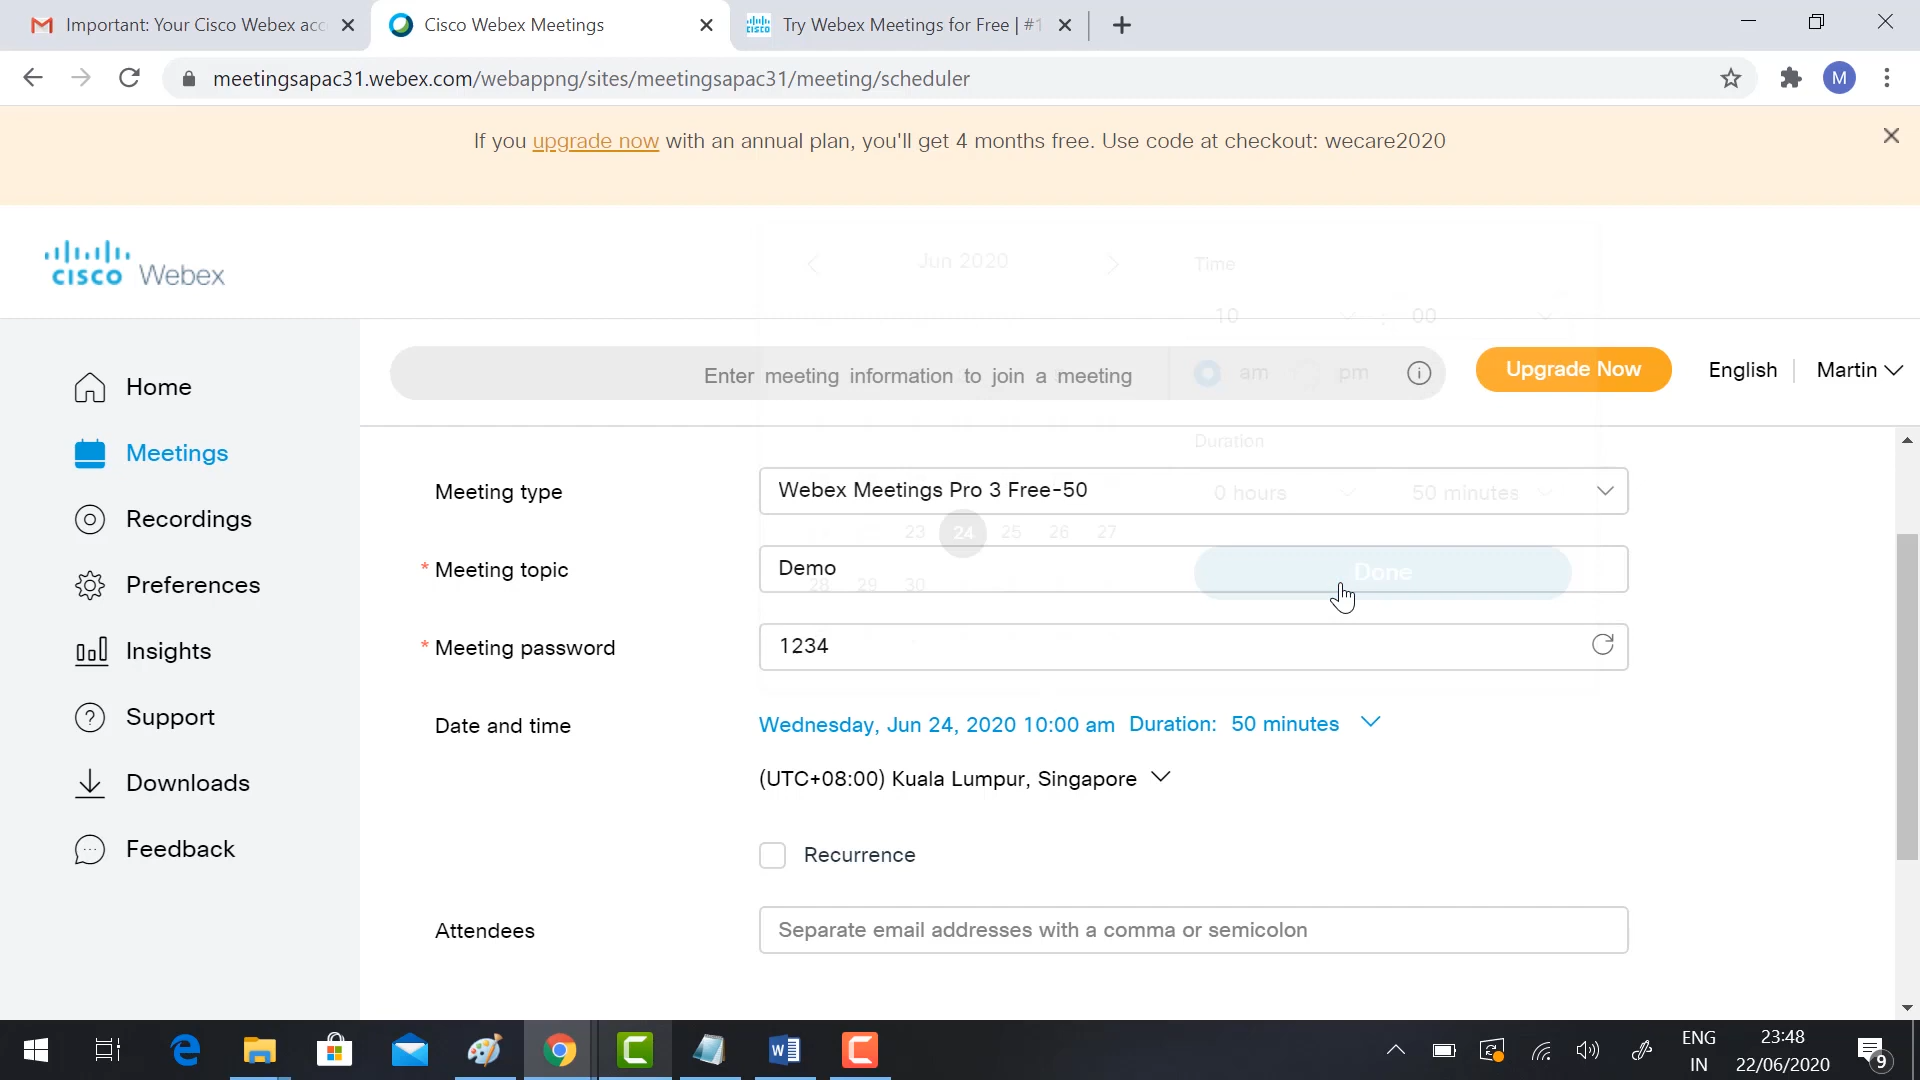 Important: Your Cisco Webex acc
Cisco Webex Meetings
Try Webex Meetings for Free | #1
meetingsapac31.webex.com/webappng/sites/meetingsapac31/meeting/scheduler
M
If you upgrade now with an annual plan, you'll get 4 months free. Use code at checkout: wecare2020
cisco Webex
Jun 2020
Time
10 : 00
Enter meeting information to join a meeting
am pm
Upgrade Now
English
Martin
Home
Meetings
Recordings
Preferences
Insights
Support
Downloads
Feedback
Duration
Meeting type
Webex Meetings Pro 3 Free-50
0 hours
50 minutes
23 24 25 26 27
* Meeting topic
Demo
Done
28 29 30
* Meeting password
1234
Date and time
Wednesday, Jun 24, 2020 10:00 am Duration: 50 minutes
(UTC+08:00) Kuala Lumpur, Singapore
Recurrence
Attendees
Separate email addresses with a comma or semicolon
ENG
IN
23:48
22/06/2020
9